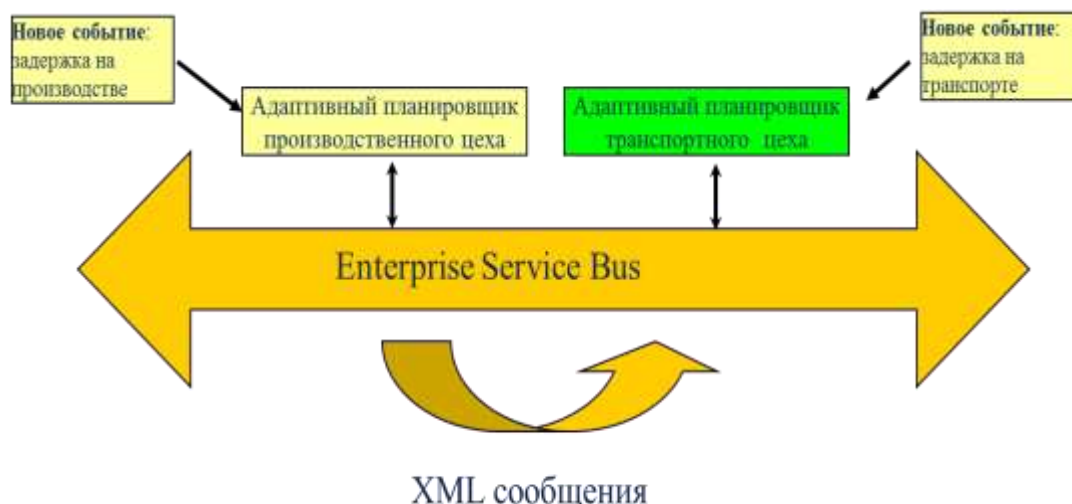 Новое событие:
задержка на
производстве
Новое событие:
задержка на
транспорте
Адаптивный планировщик
производственного цеха
Адаптивный планировщик
транспортного цеха
Enterprise Service Bus
XML сообщения